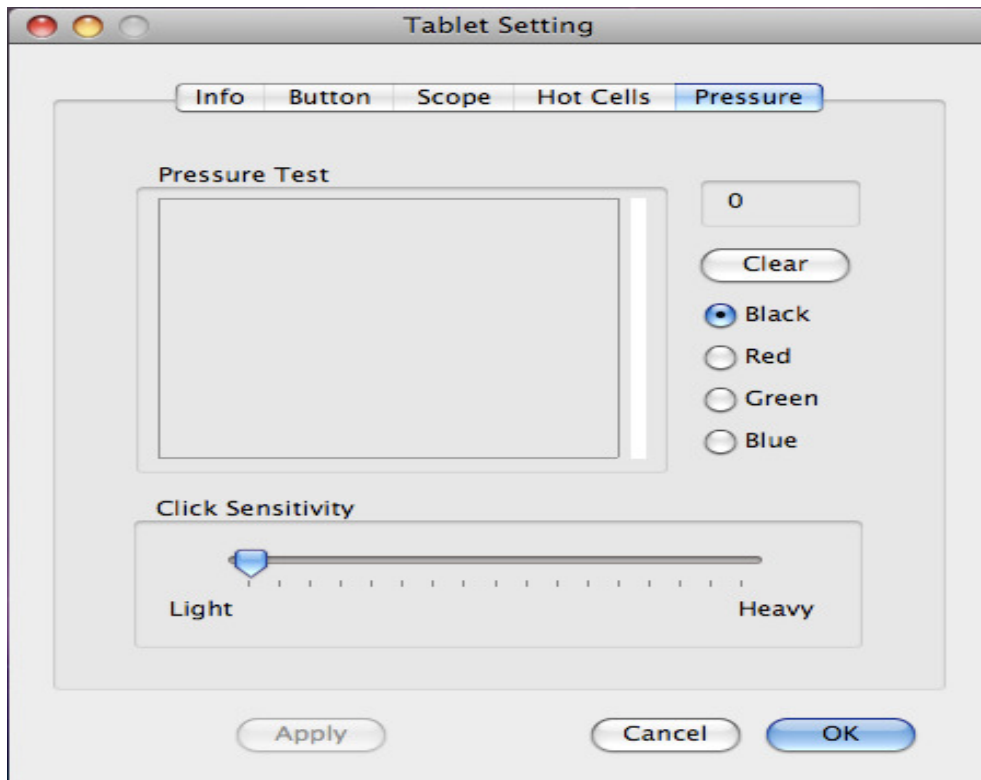 Tablet Setting
Info Button Scope Hot Cells Pressure
Pressure Test
0
Clear
Black
Red
Green
Blue
Click Sensitivity
Light Heavy
Apply Cancel OK